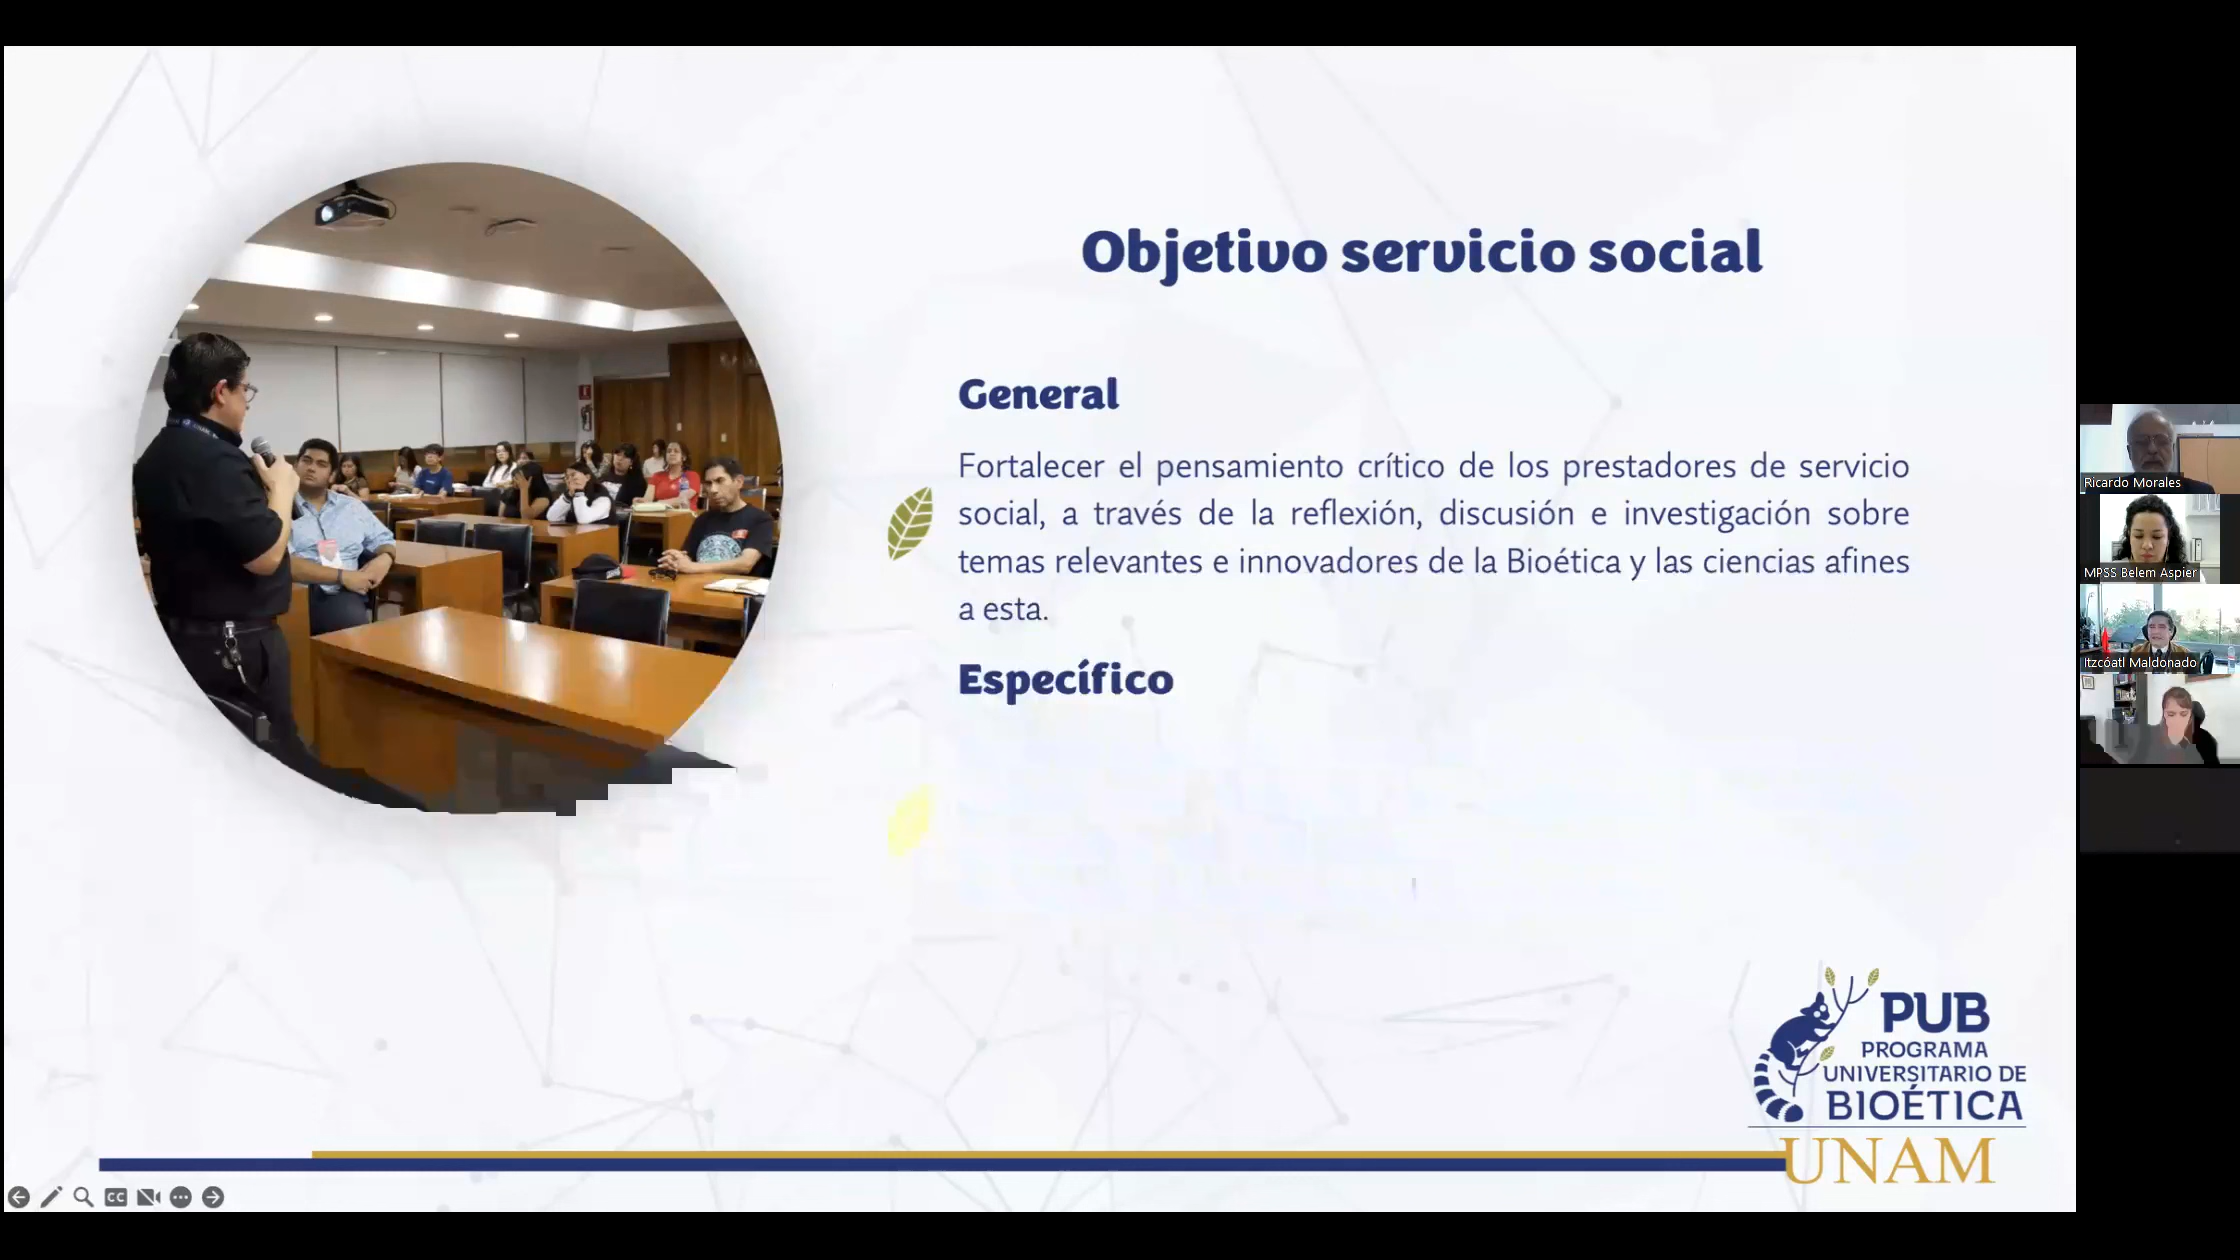 Objetivo servicio social
General
Fortalecer el pensamiento crítico de los prestadores de servicio
social, a través de la reflexión, discusión e investigación sobre
temas relevantes e innovadores de la Bioética y las ciencias afines
a esta.
Específico
PUB
PROGRAMA
UNIVERSITARIO DE
BIOÉTICA
UNAM
CC
Ricardo Morales
MPSS Belem Aspier
Itzcóatl Maldonado